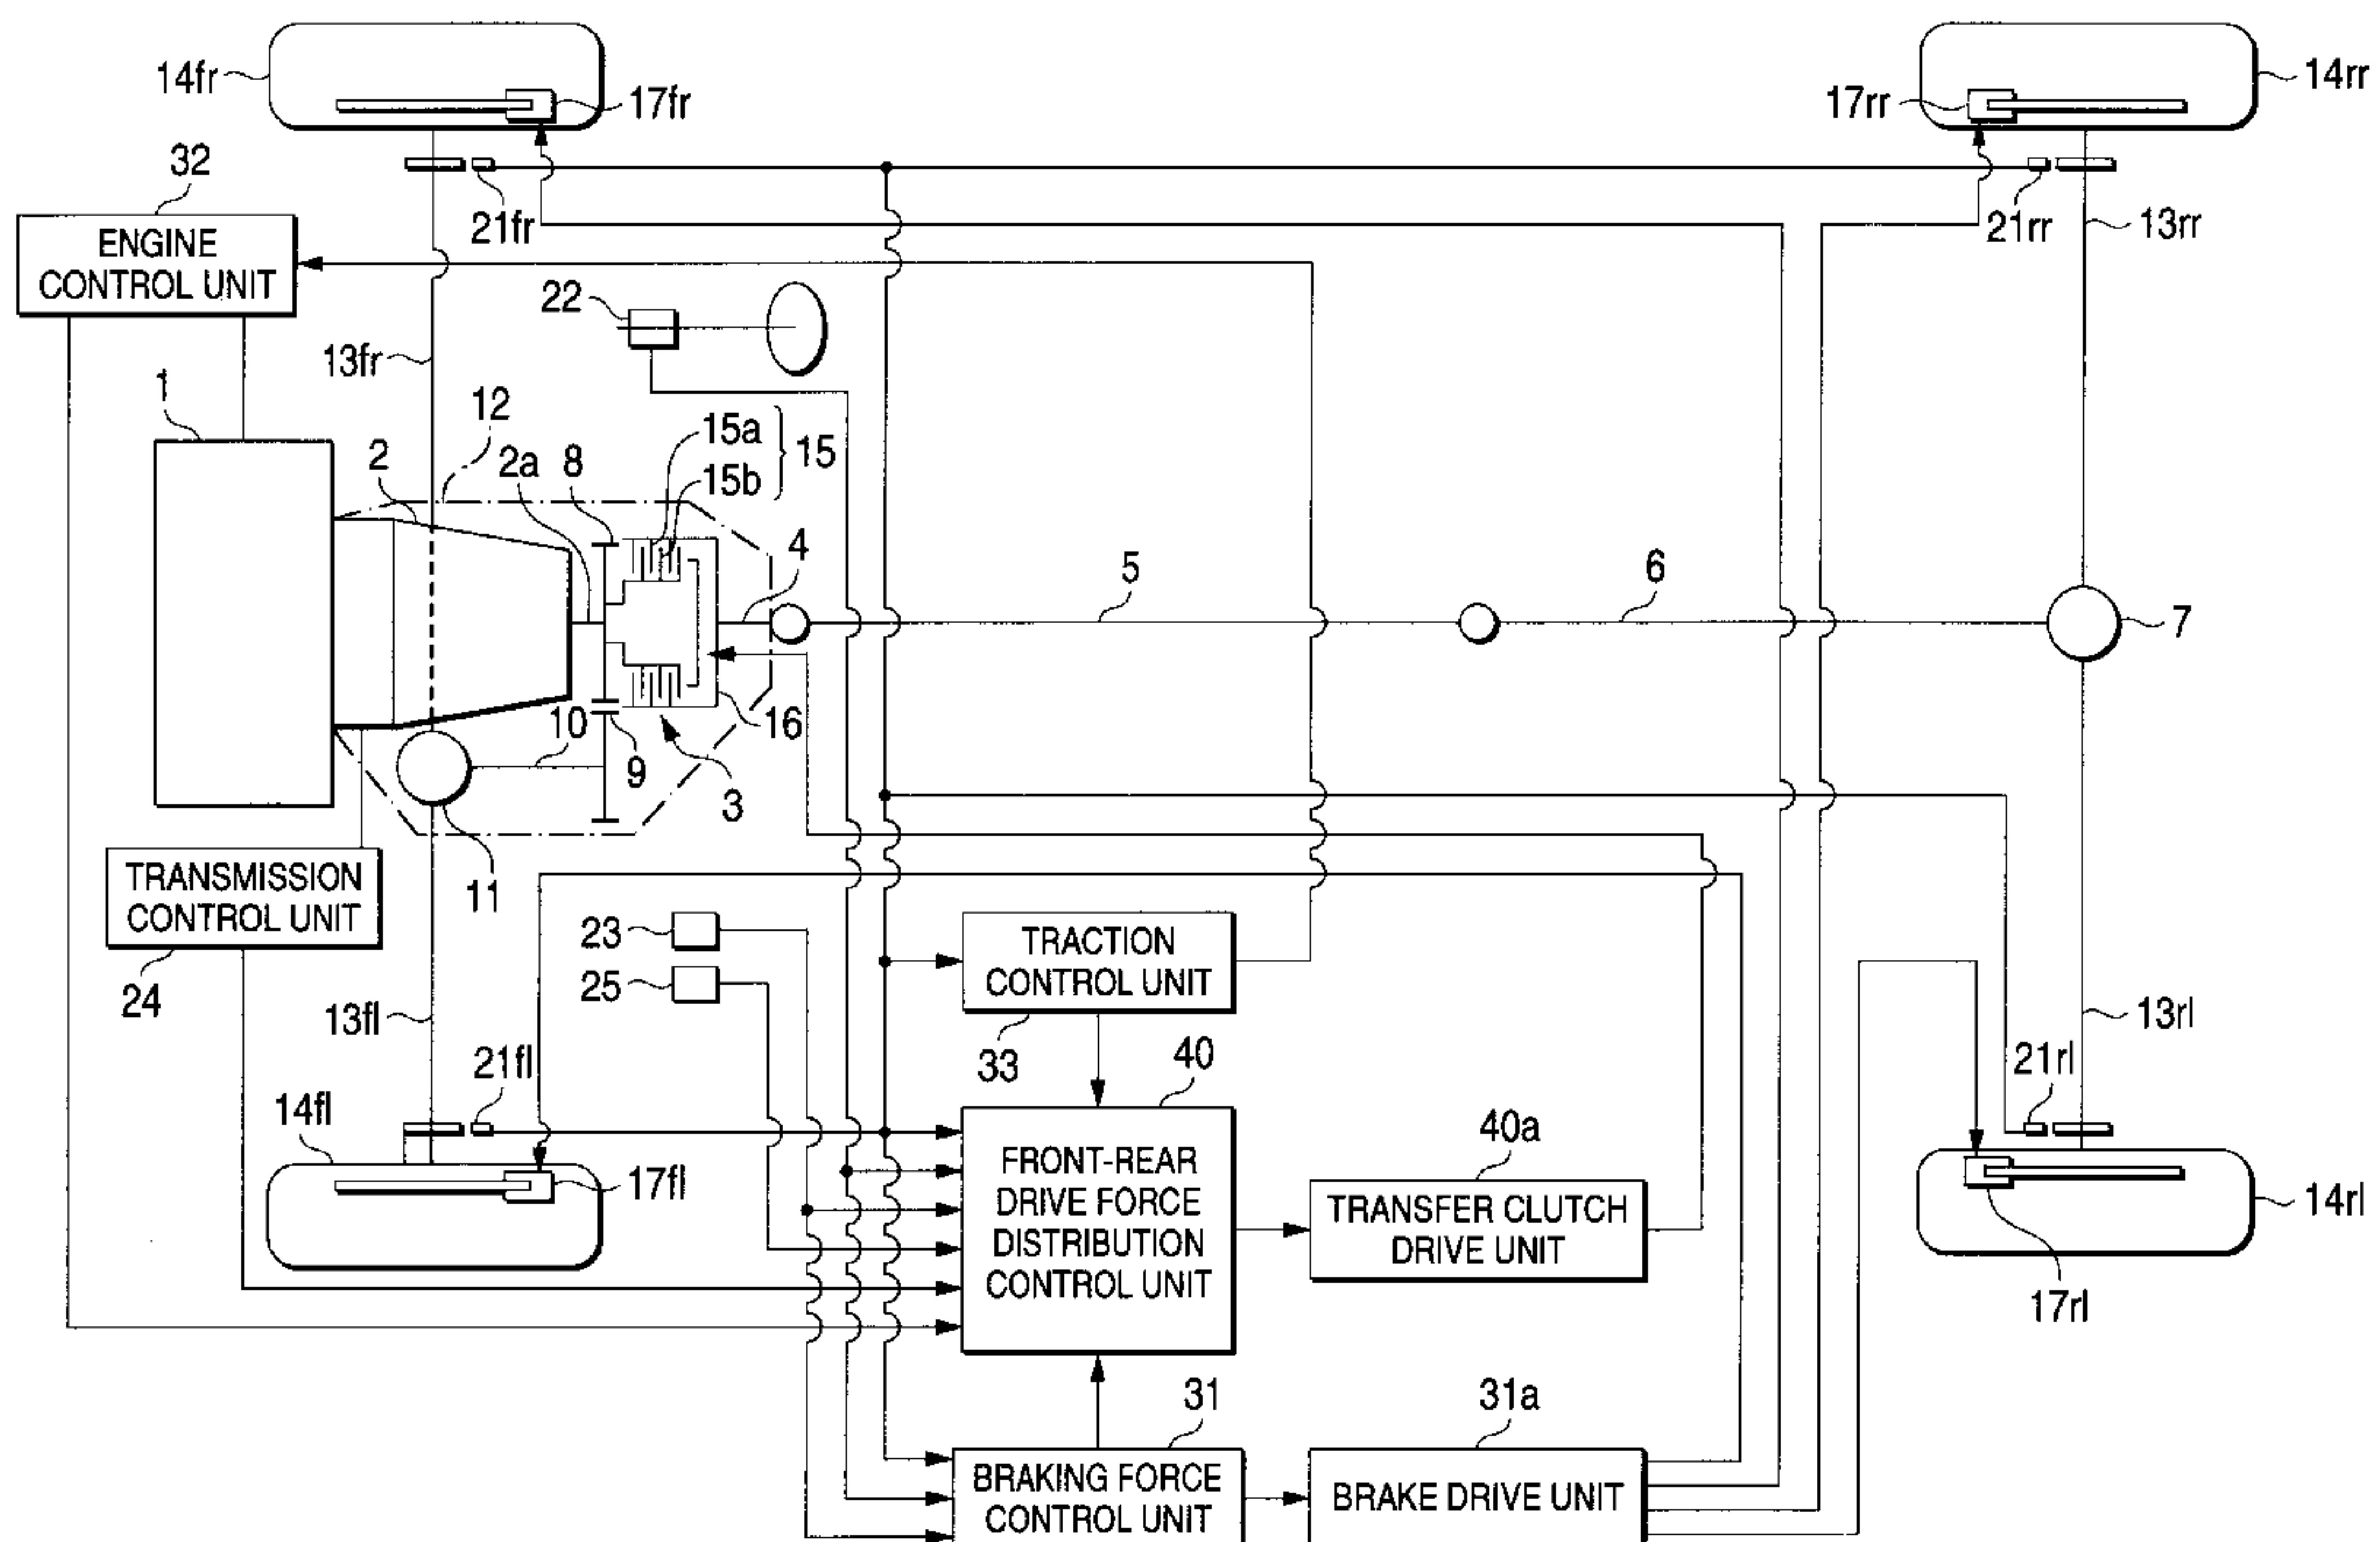 14fr
17fr
17rr
14rr
32
21fr
21rr
13rr
ENGINE
CONTROL UNIT
22
13fr
1
12
15a
15b
15
2
2a
8
4
5
6
7
10
16
9
3
TRANSMISSION
CONTROL UNIT
11
23
25
TRACTION
CONTROL UNIT
24
13fl
33
40
13rl
21fl
21rl
14fl
40a
FRONT-REAR
DRIVE FORCE
DISTRIBUTION
CONTROL UNIT
17fl
TRANSFER CLUTCH
DRIVE UNIT
14rl
17rl
31
31a
BRAKING FORCE
CONTROL UNIT
BRAKE DRIVE UNIT